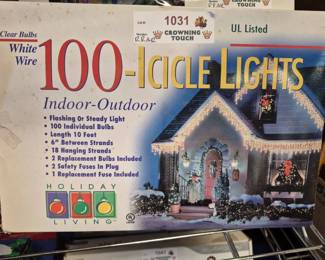 Clear Bulbs
White
Wire
LOT#
1031
CROWNING
TOUCH
UL Listed
100-ICICLE LIGHTS
Indoor-Outdoor
• Flashing Or Steady Light
• 100 Individual Bulbs
• Length 10 Foot
• 6" Between Strands
• 18 Hanging Strands
• 2 Replacement Bulbs Included
• 2 Safety Fuses In Plug
• 1 Replacement Fuse Included
HOLIDAY
LIVING